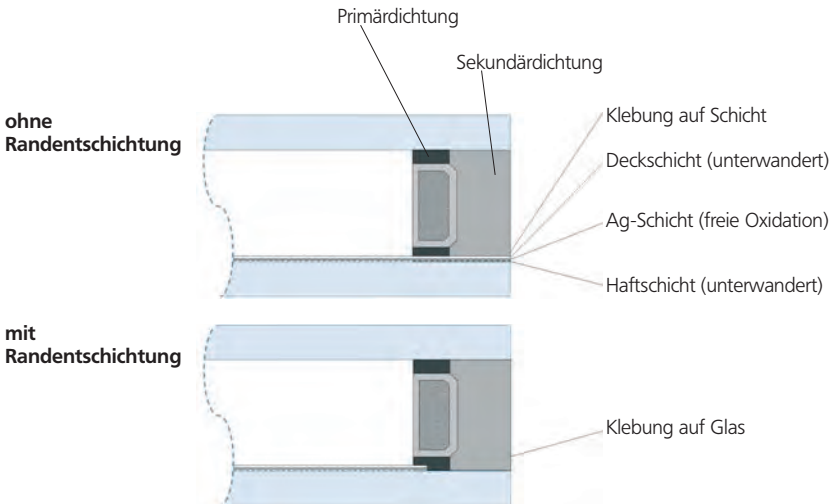 Primärdichtung
Sekundärdichtung
ohne
Randentschichtung
Klebung auf Schicht
Deckschicht (unterwandert)
Ag-Schicht (freie Oxidation)
Haftschicht (unterwandert)
mit
Randentschichtung
Klebung auf Glas